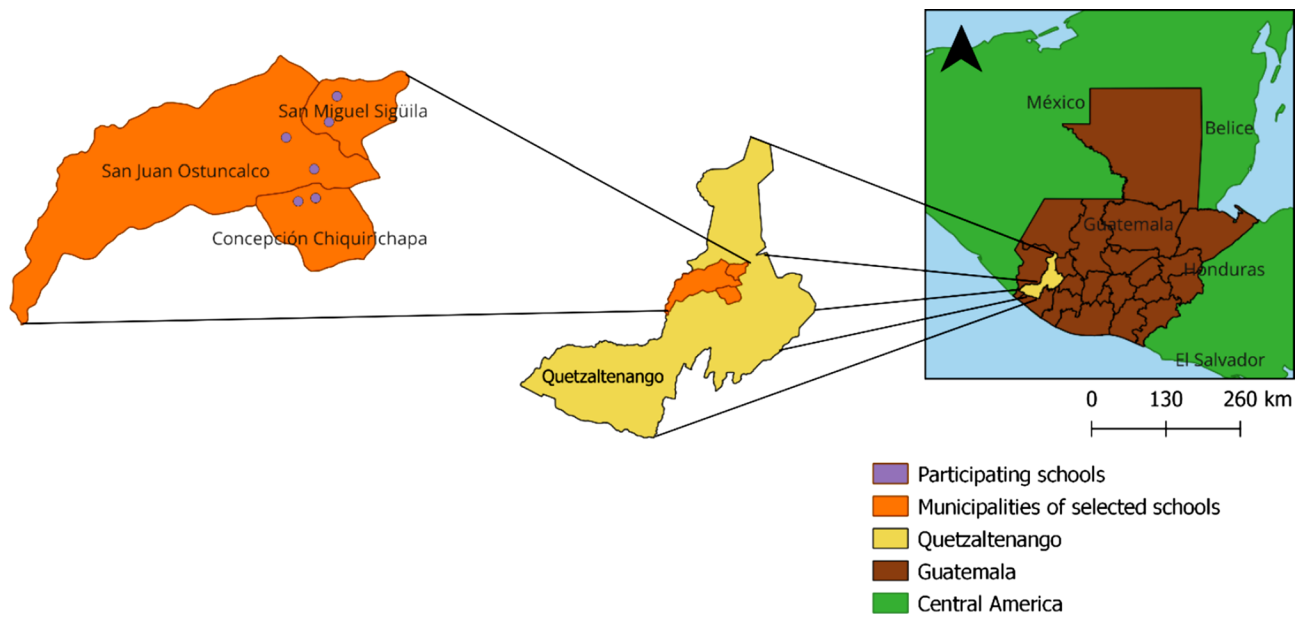 San Miguel Sigüila
San Juan Ostuncalco
Concepción Chiquirichapa
Quetzaltenango
México
Belice
Guatemala
Honduras
El Salvador
0 130 260 km
Participating schools
Municipalities of selected schools
Quetzaltenango
Guatemala
Central America